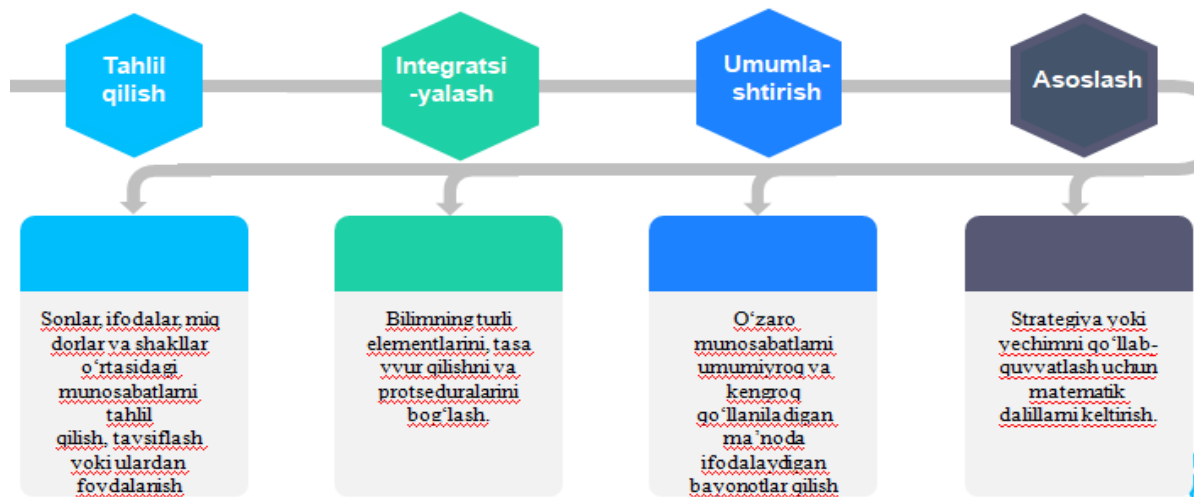 Tahlil
qilish
Integratsi
-yalash
Umumla-
shtirish
Asoslash
Sonlar, ifodalar, miq
dorlar va shakllar
o‘rtasidagi
munosabatlarni
tahlil
qilish, tavsiflash
yoki ulardan
foydalanish
Bilimning turli
elementlarini, tasa
vvur qilishni va
protseduralarini
bog‘lash.
O‘zaro
munosabatlarni
umumiyroq va
kengroq
qo‘llaniladigan
ma’noda
ifodalaydigan
bayonotlar qilish
Strategiya yoki
yechimni qo‘llab-
quvvatlash uchun
matematik
dalillarni keltirish.